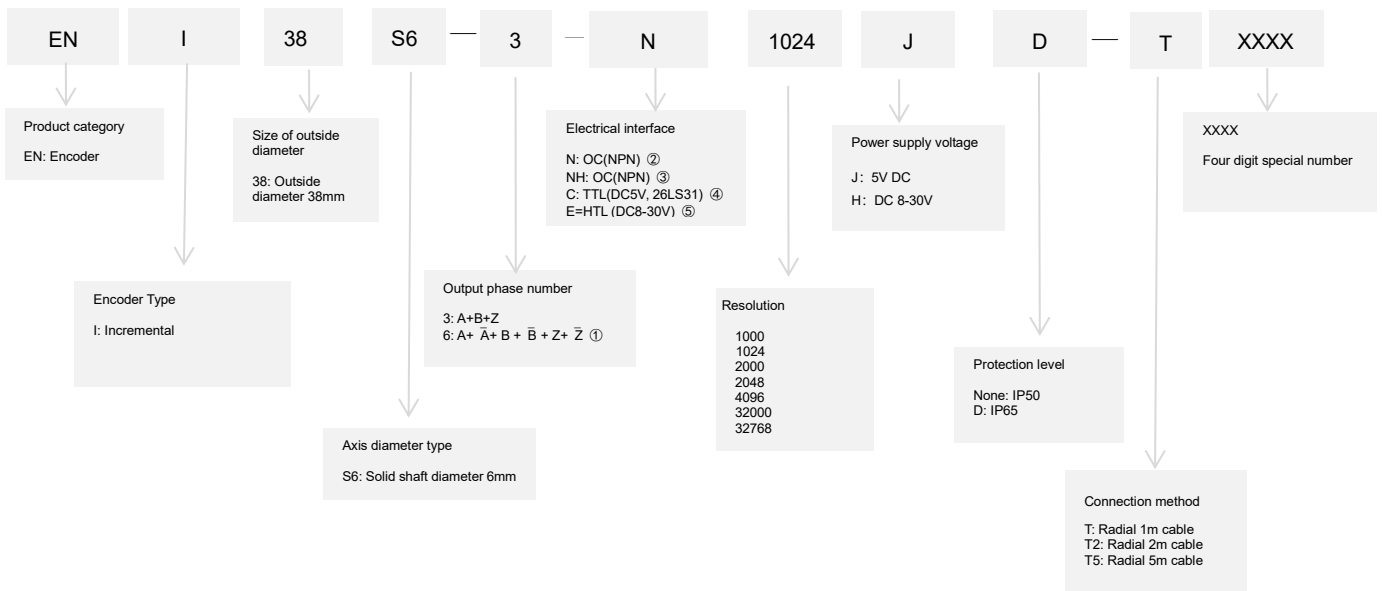 EN I 38 S6 — 3 — N 1024 J D — T XXXX
Product category
EN: Encoder
Encoder Type
I: Incremental
Size of outside
diameter
38: Outside
diameter 38mm
Axis diameter type
S6: Solid shaft diameter 6mm
Output phase number
3: A+B+Z
6: A+ A̅+ B + B̅ + Z+ Z̅ ①
Electrical interface
N: OC(NPN) ②
NH: OC(NPN) ③
C: TTL(DC5V, 26LS31) ④
E=HTL (DC8-30V) ⑤
Resolution
1000
1024
2000
2048
4096
32000
32768
Power supply voltage
J： 5V DC
H： DC 8-30V
Protection level
None: IP50
D: IP65
Connection method
T: Radial 1m cable
T2: Radial 2m cable
T5: Radial 5m cable
XXXX
Four digit special number